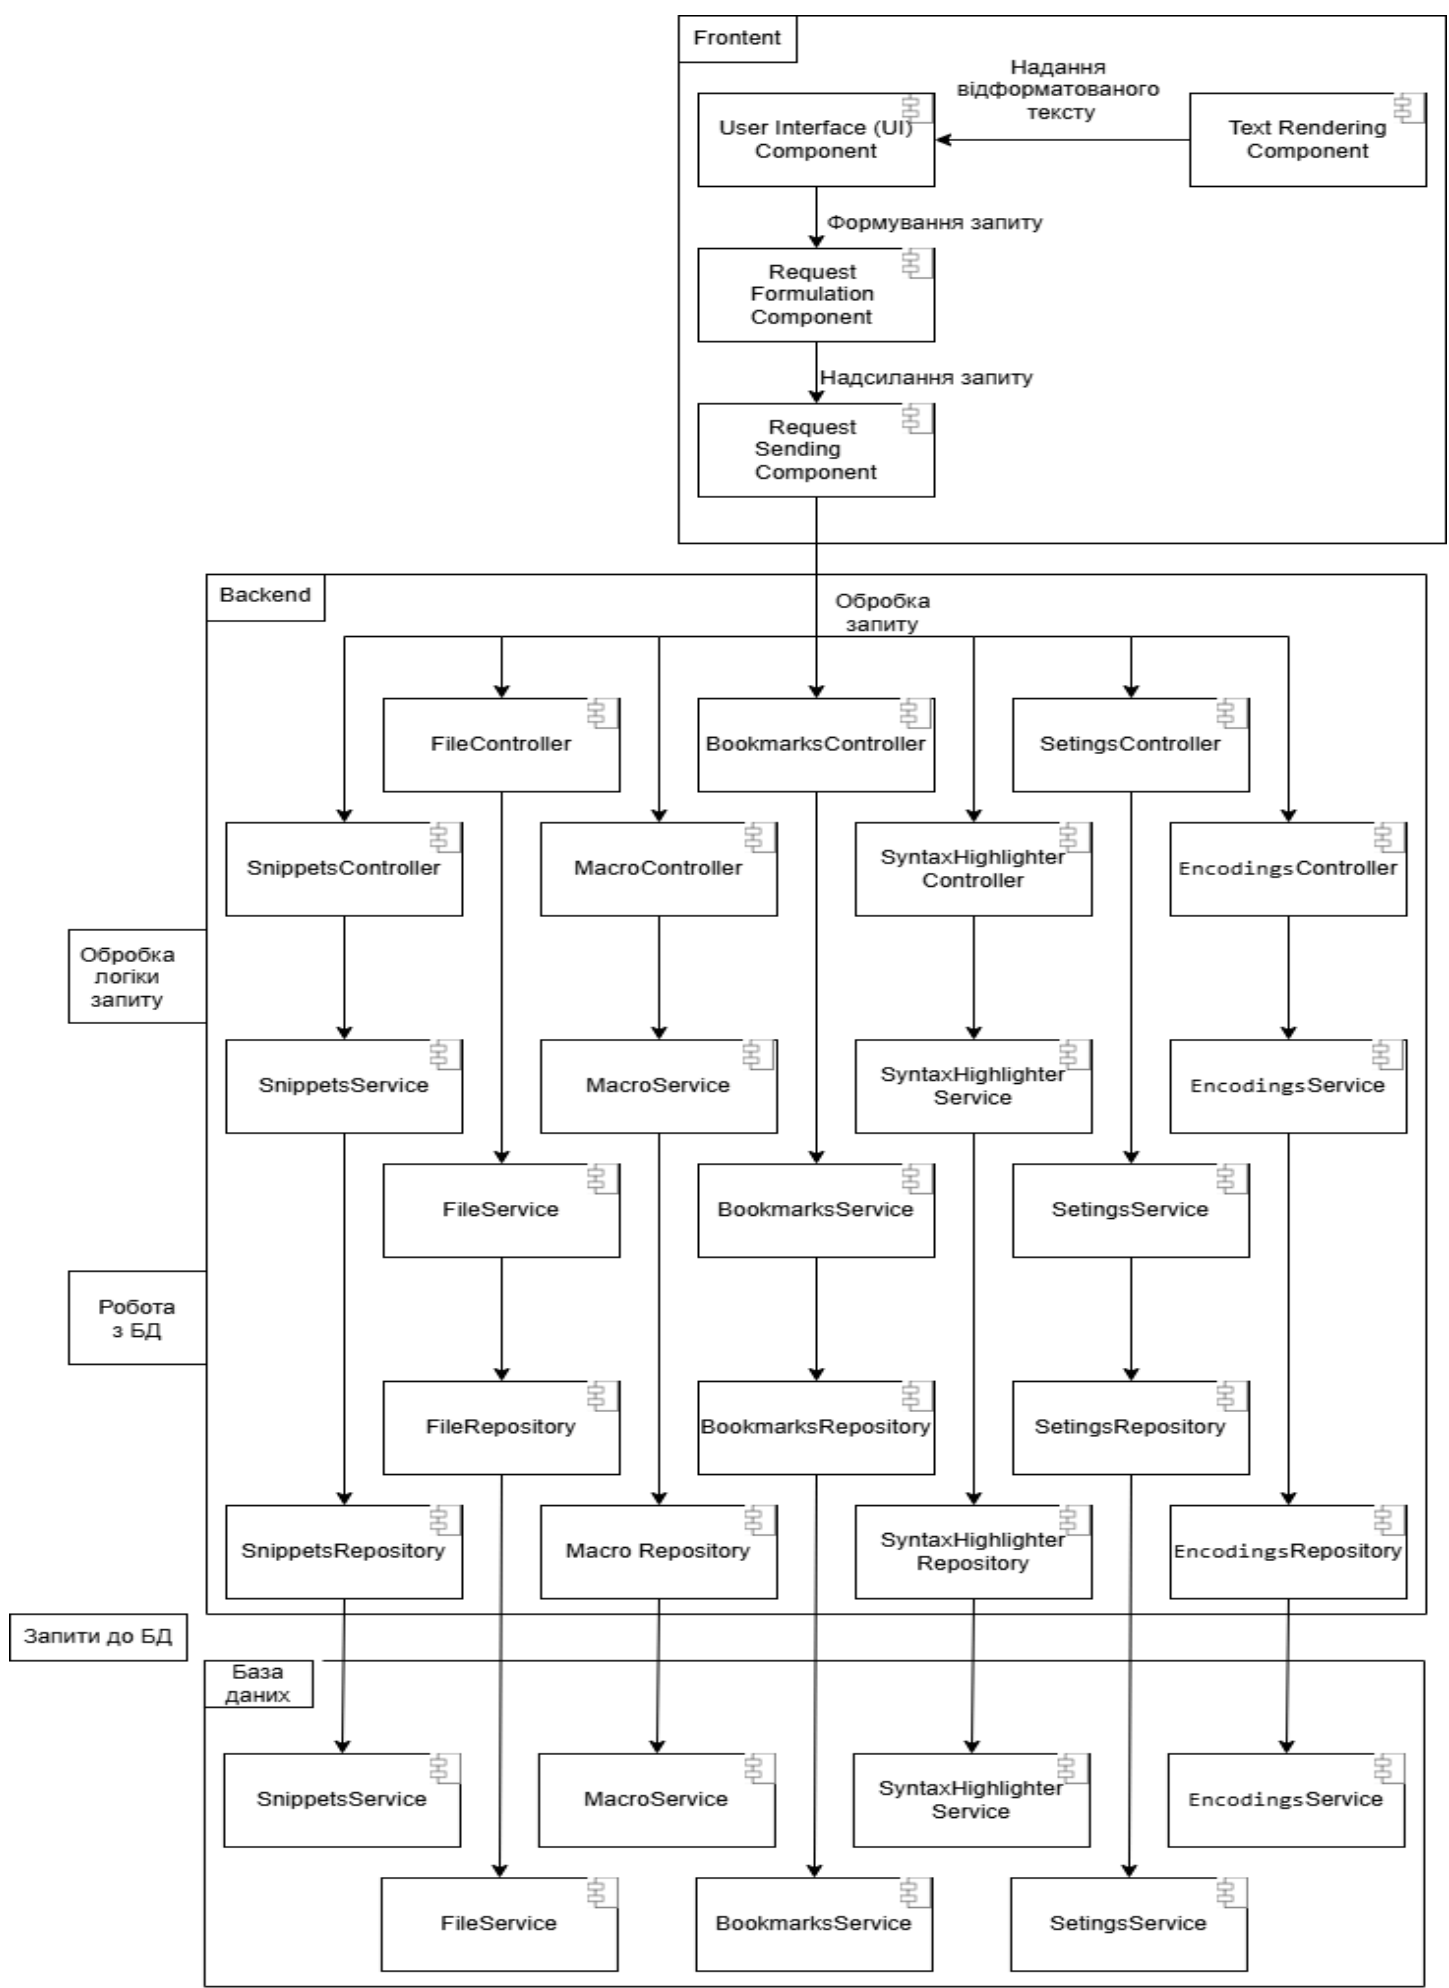 Frontent
Надання
відформатованого
тексту
User Interface (UI)
Component
Text Rendering
Component
Формування запиту
Request
Formulation
Component
Надсилання запиту
Request
Sending
Component
Backend
Обробка
запиту
FileController
BookmarksController
SetingsController
SnippetsController
MacroController
SyntaxHighlighter
Controller
EncodingsController
Обробка
логіки
запиту
SnippetsService
MacroService
SyntaxHighlighter
Service
EncodingsService
FileService
BookmarksService
SetingsService
Робота
з БД
FileRepository
BookmarksRepository
SetingsRepository
SnippetsRepository
Macro Repository
SyntaxHighlighter
Repository
EncodingsRepository
Запити до БД
База
даних
SnippetsService
MacroService
SyntaxHighlighter
Service
EncodingsService
FileService
BookmarksService
SetingsService